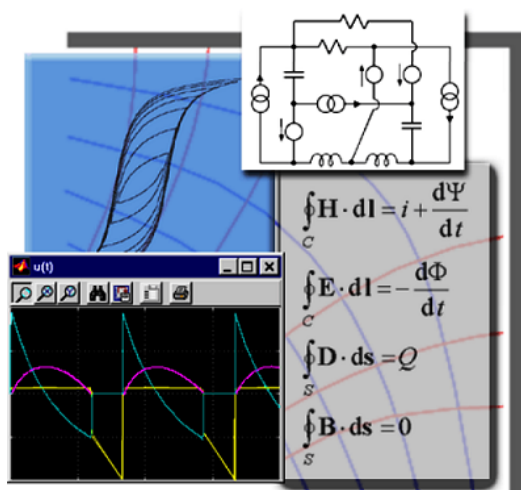 ∮_C H · dl = i + dΨ/dt
u(t)
∮_C E · dl = -dΦ/dt
∮_S D · ds = Q
∮_S B · ds = 0